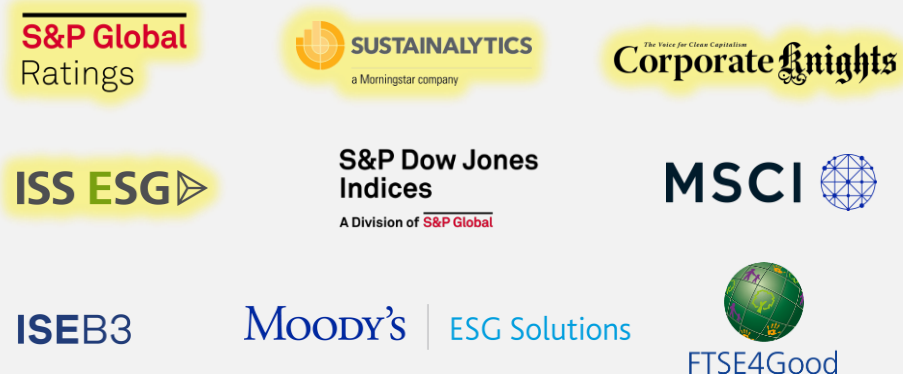 S&P Global
Ratings
SUSTAINALYTICS
a Morningstar company
The Voice for Clean Capitalism
Corporate Knights
ISS ESG
S&P Dow Jones
Indices
A Division of S&P Global
MSCI
ISEB3
MOODY'S | ESG Solutions
FTSE4Good